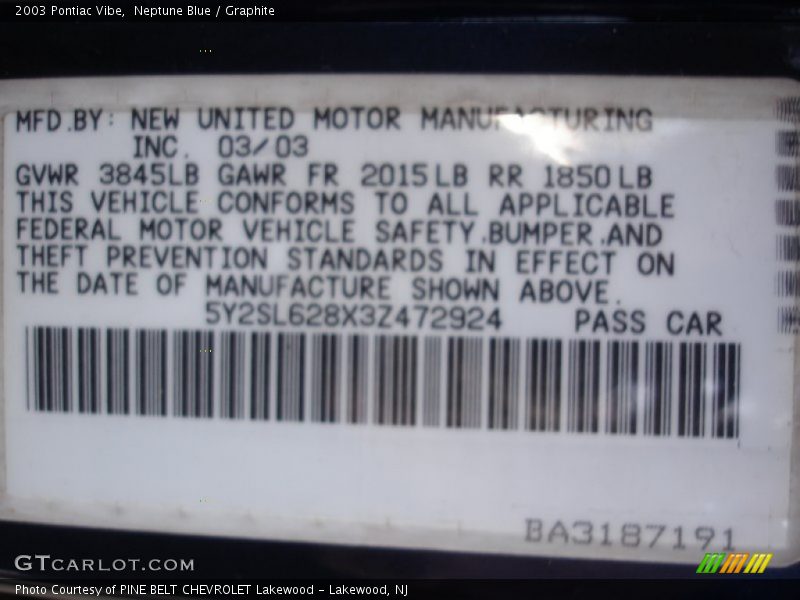 2003 Pontiac Vibe,  Neptune Blue / Graphite
MFD.BY: NEW UNITED MOTOR MANUFACTURING
INC. 03/03
GVWR 3845LB GAWR FR 2015LB RR 1850LB
THIS VEHICLE CONFORMS TO ALL APPLICABLE
FEDERAL MOTOR VEHICLE SAFETY,BUMPER,AND
THEFT PREVENTION STANDARDS IN EFFECT ON
THE DATE OF MANUFACTURE SHOWN ABOVE.
5Y2SL628X3Z472924 PASS CAR
BA3187191
GTCARLOT.COM
Photo Courtesy of PINE BELT CHEVROLET Lakewood - Lakewood, NJ